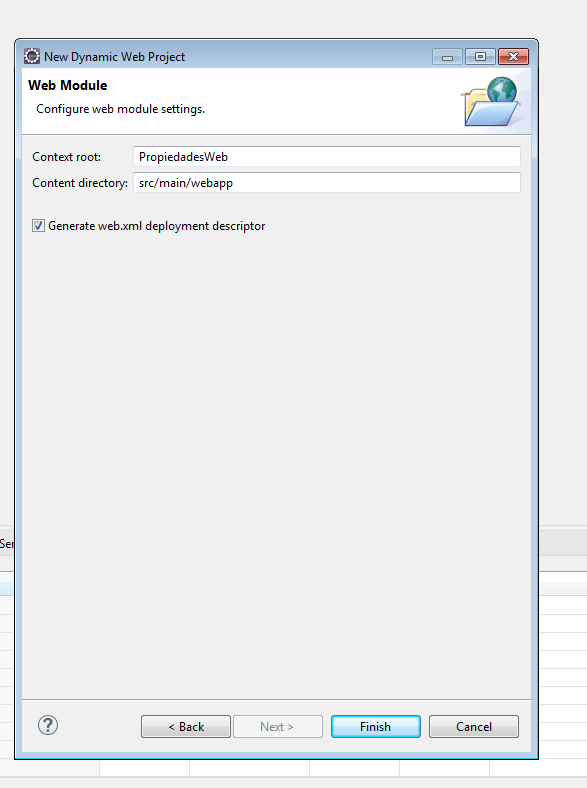 New Dynamic Web Project
Web Module
Configure web module settings.
Context root: PropiedadesWeb
Content directory: src/main/webapp
Generate web.xml deployment descriptor
Ser
? < Back Next > Finish Cancel